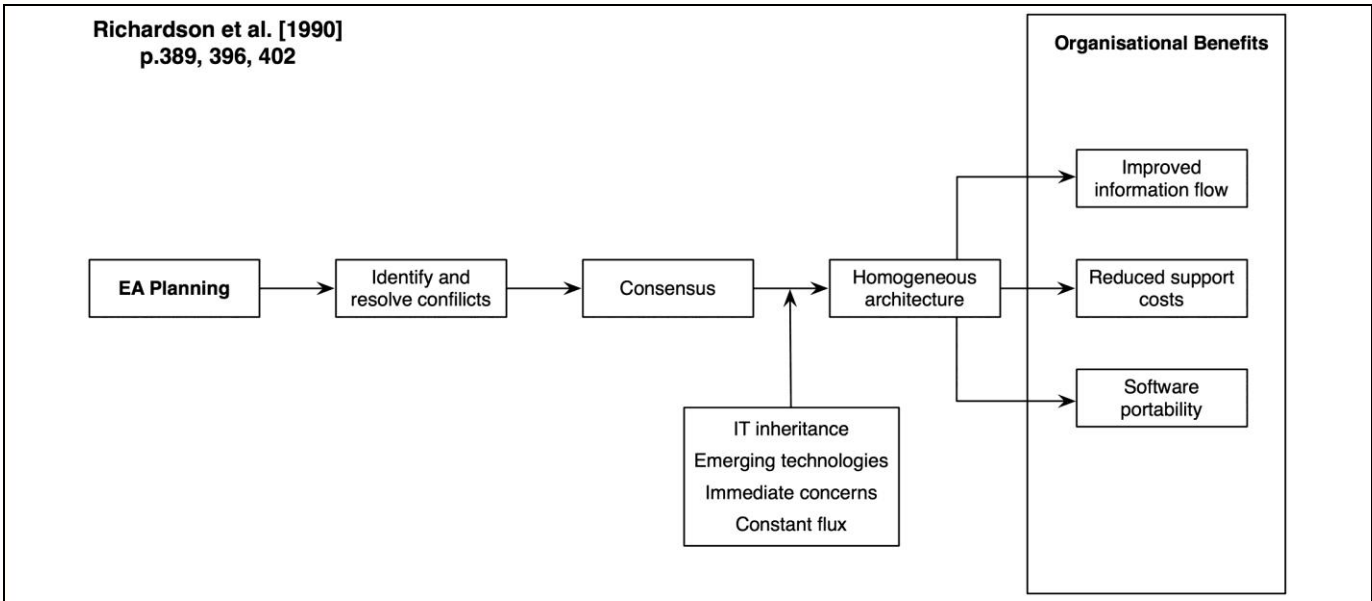 Richardson et al. [1990]
p.389, 396, 402
Organisational Benefits
Improved
information flow
EA Planning
Identify and
resolve confilicts
Consensus
Homogeneous
architecture
Reduced support
costs
Software
portability
IT inheritance
Emerging technologies
Immediate concerns
Constant flux